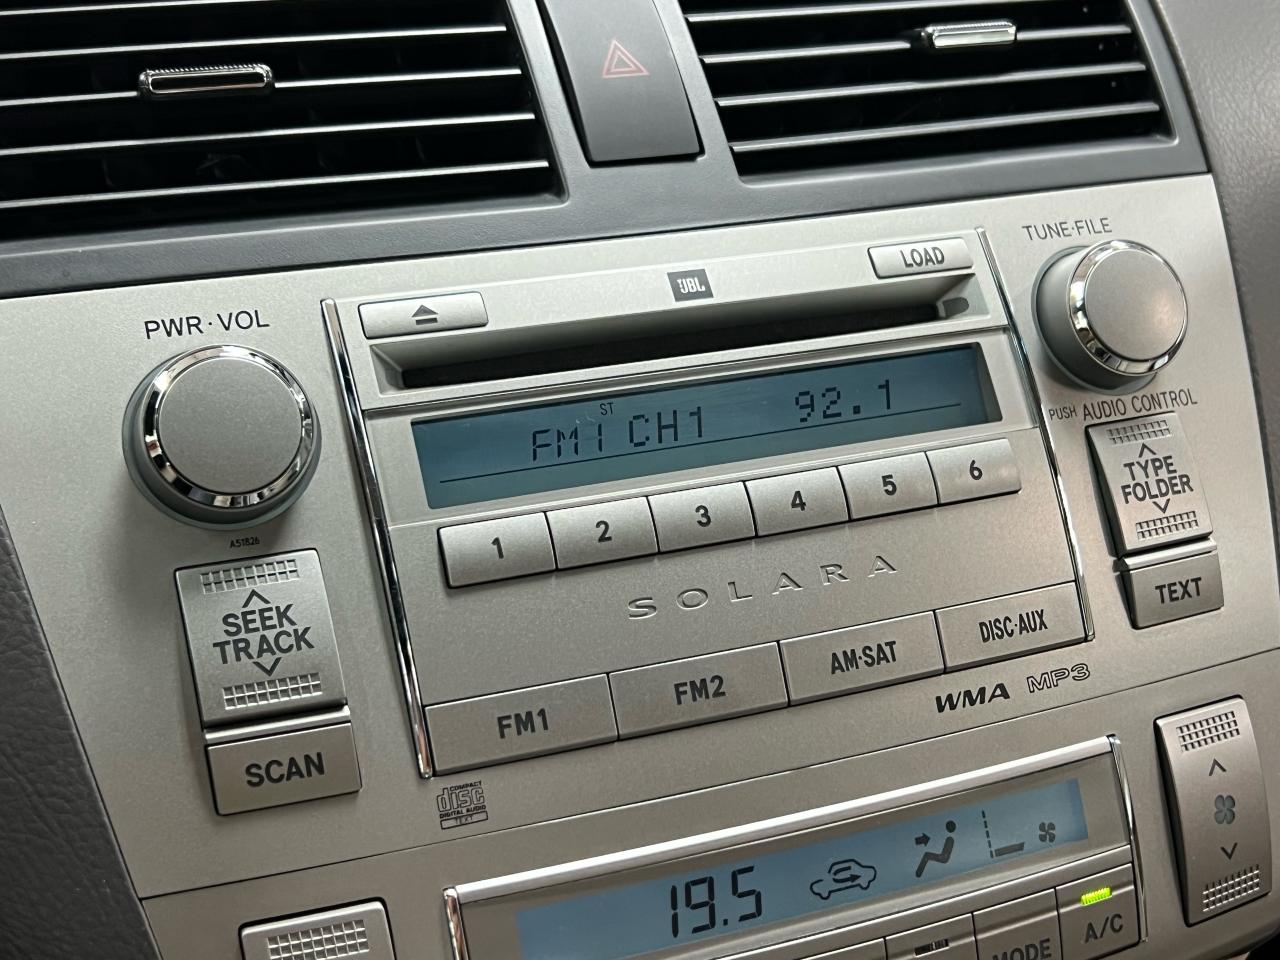 TUNE·FILE
LOAD
JBL
PWR·VOL
ST
FM1 CH1 92.1
PUSH AUDIO CONTROL
TYPE
FOLDER
1 2 3 4 5 6
A51826
SOLARA
SEEK
TRACK
TEXT
FM1 FM2 AM·SAT DISC·AUX
WMA MP3
SCAN
COMPACT
disc
DIGITAL AUDIO
TEXT
19.5
MODE
A/C